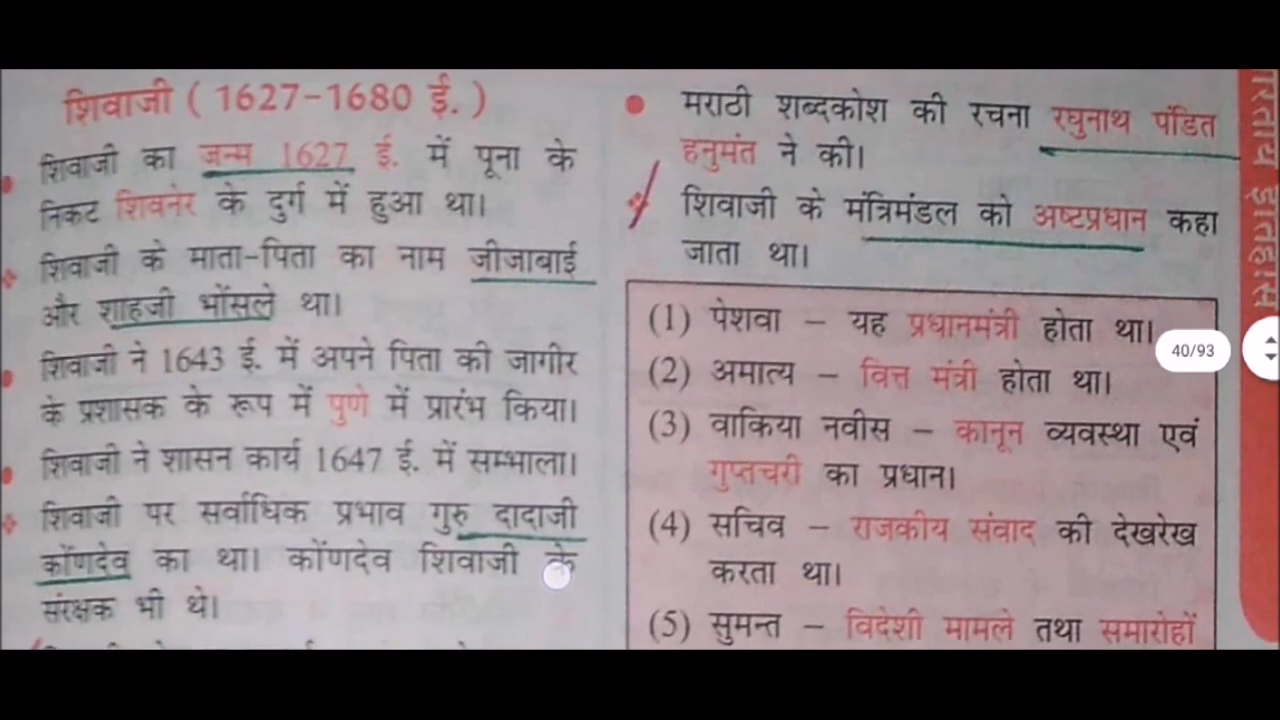 शिवाजी ( 1627-1680 ई. )
शिवाजी का जन्म 1627 ई. में पूना के
निकट शिवनेर के दुर्ग में हुआ था।
शिवाजी के माता-पिता का नाम जीजाबाई
और शाहजी भोंसले था।
शिवाजी ने 1643 ई. में अपने पिता की जागीर
के प्रशासक के रूप में पुणे में प्रारंभ किया।
शिवाजी ने शासन कार्य 1647 ई. में सम्भाला।
शिवाजी पर सर्वाधिक प्रभाव गुरु दादाजी
कोंणदेव का था। कोंणदेव शिवाजी के
संरक्षक भी थे।
मराठी शब्दकोश की रचना रघुनाथ पंडित
हनुमंत ने की।
शिवाजी के मंत्रिमंडल को अष्टप्रधान कहा
जाता था।
(1) पेशवा – यह प्रधानमंत्री होता था।
(2) अमात्य – वित्त मंत्री होता था।
(3) वाकिया नवीस – कानून व्यवस्था एवं
गुप्तचरी का प्रधान।
(4) सचिव – राजकीय संवाद की देखरेख
करता था।
(5) सुमन्त – विदेशी मामले तथा समारोहों
40/93